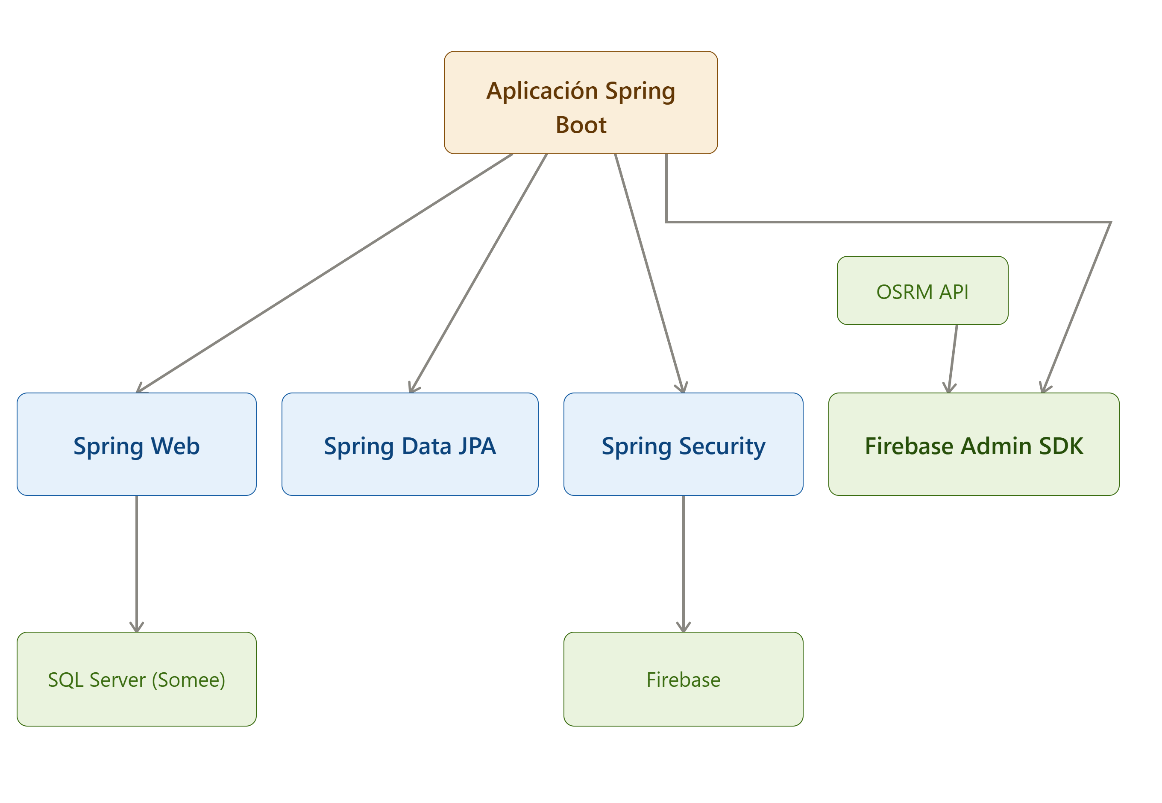 Aplicación Spring
Boot
OSRM API
Spring Web
Spring Data JPA
Spring Security
Firebase Admin SDK
SQL Server (Somee)
Firebase